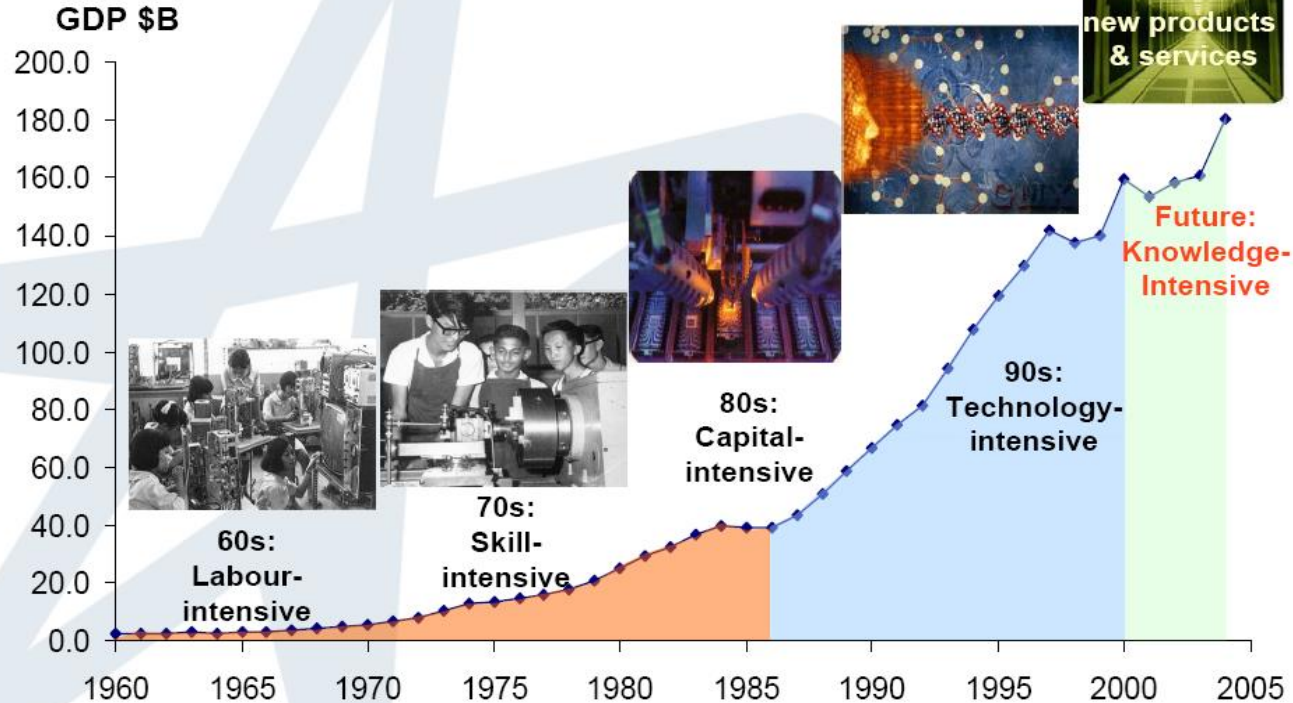 GDP $B
new products
& services
200.0
180.0
160.0
140.0
120.0
100.0
80.0
60.0
40.0
20.0
0.0
Future:
Knowledge-
Intensive
90s:
Technology-
intensive
80s:
Capital-
intensive
70s:
Skill-
intensive
60s:
Labour-
intensive
1960 1965 1970 1975 1980 1985 1990 1995 2000 2005